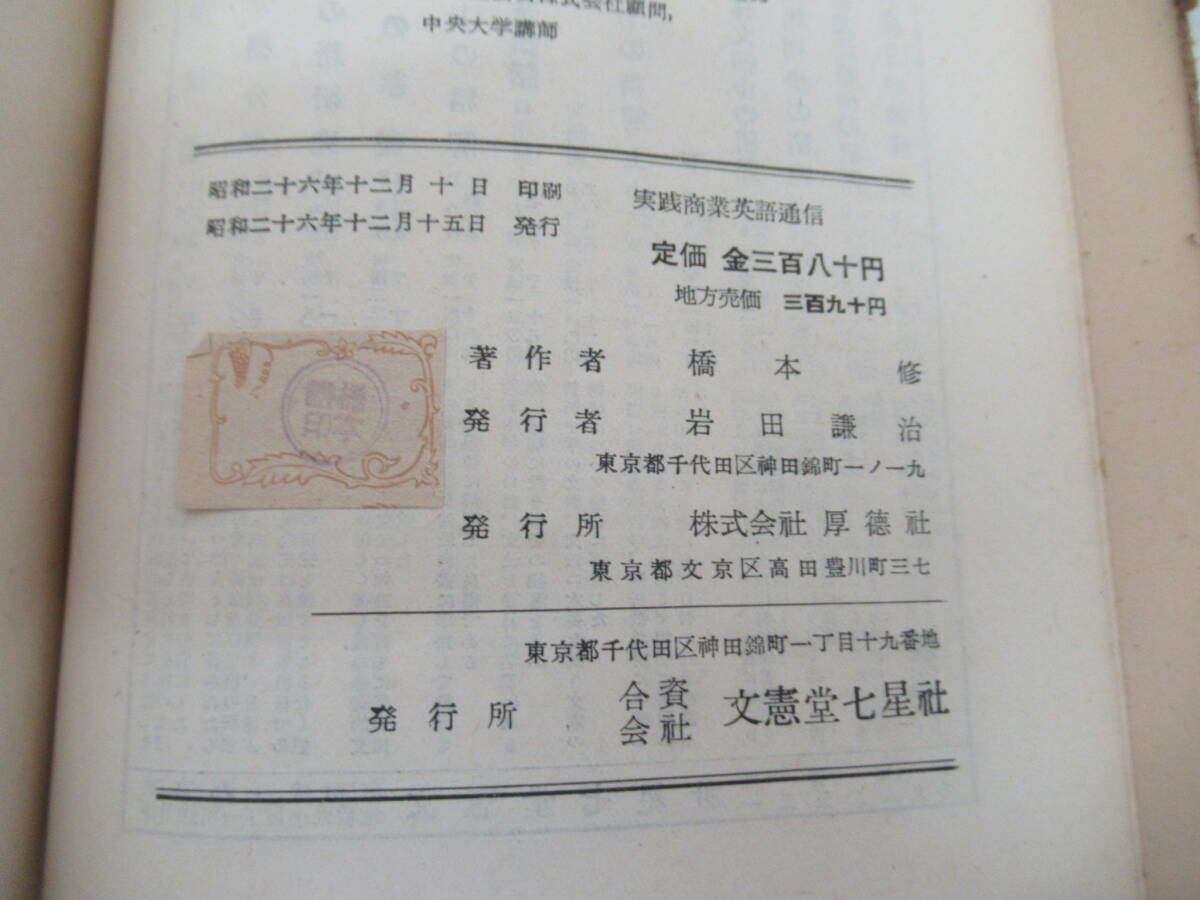 株式会社顧問,
中央大学講師
昭和二十六年十二月 十 日 印刷
昭和二十六年十二月十五日 発行
実践商業英語通信
定価 金三百八十円
地方売価 三百九十円
著作者 橋本 修
発行者 岩田謙治
東京都千代田区神田錦町一ノ一九
発行所 株式会社 厚徳社
東京都文京区高田豊川町三七
東京都千代田区神田錦町一丁目十九番地
発行所 合資会社 文憲堂七星社